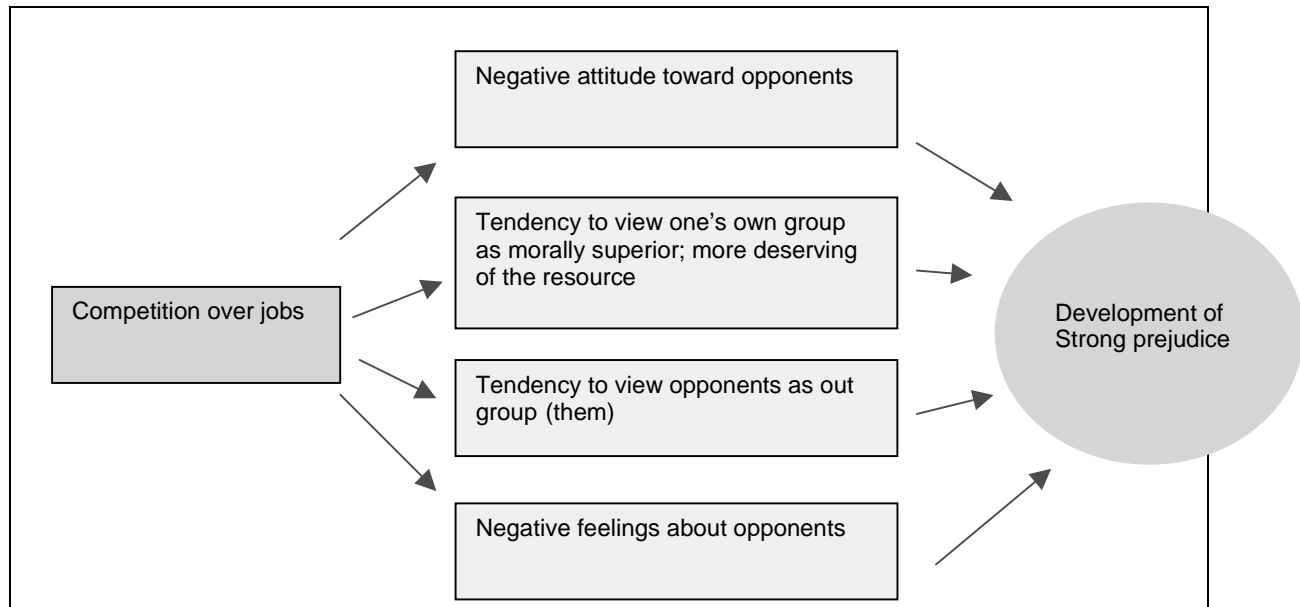 Negative attitude toward opponents
Tendency to view one’s own group
as morally superior; more deserving
of the resource
Competition over jobs
Development of
Strong prejudice
Tendency to view opponents as out
group (them)
Negative feelings about opponents